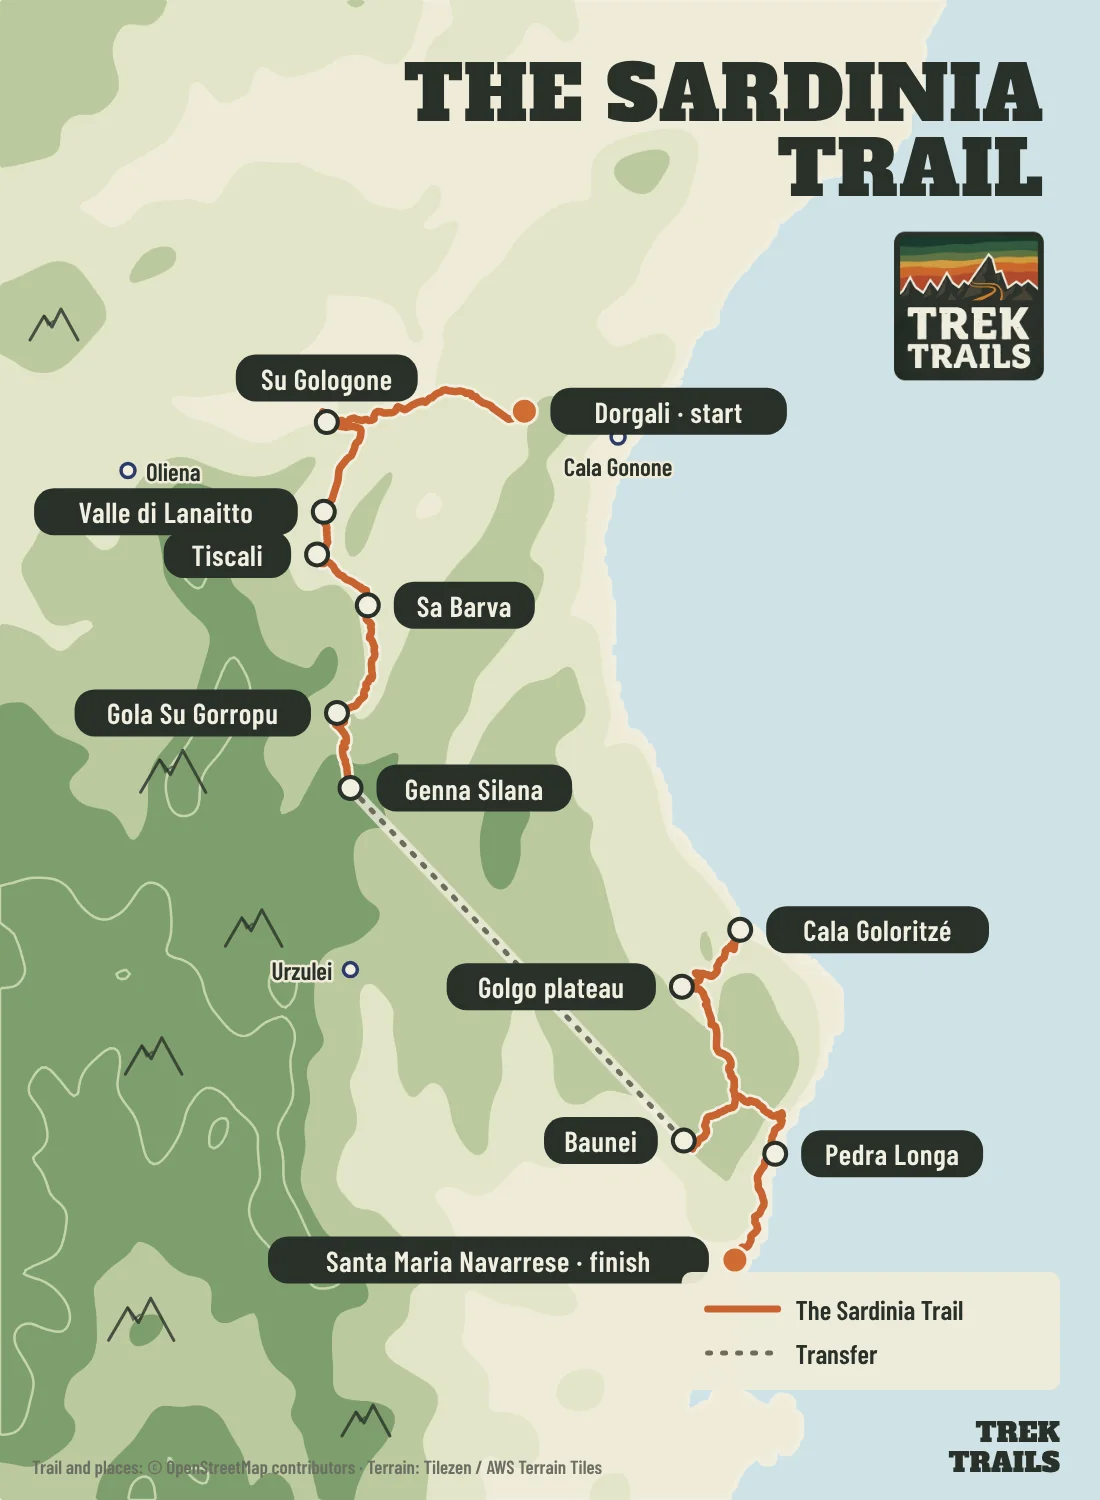 THE SARDINIA
TRAIL
TREK
TRAILS
Su Gologone
Dorgali · start
Cala Gonone
Oliena
Valle di Lanaitto
Tiscali
Sa Barva
Gola Su Gorropu
Genna Silana
Cala Goloritzé
Urzulei
Golgo plateau
Baunei
Pedra Longa
Santa Maria Navarrese · finish
The Sardinia Trail
Transfer
TREK
TRAILS
Trail and places: © OpenStreetMap contributors · Terrain: Tilezen / AWS Terrain Tiles